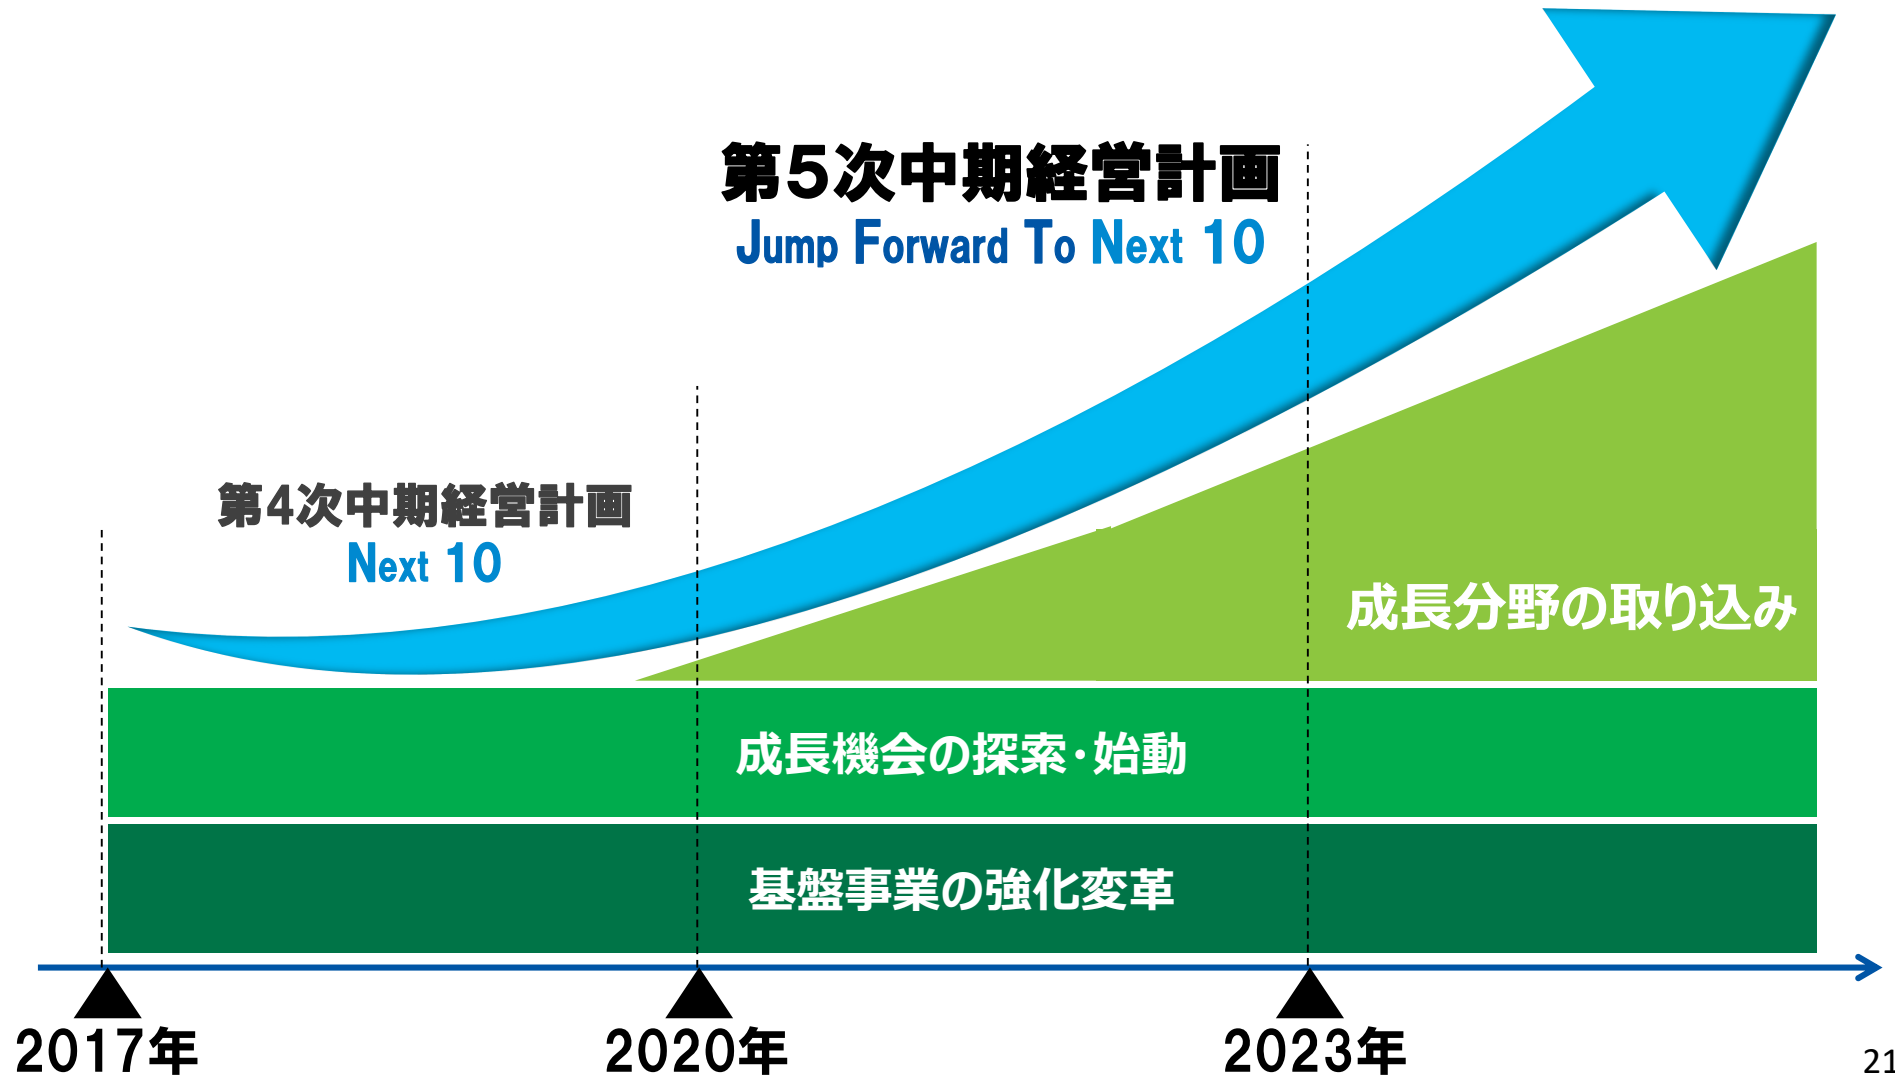 第5次中期経営計画
Jump Forward To Next 10
第4次中期経営計画
Next 10
成長分野の取り込み
成長機会の探索・始動
基盤事業の強化変革
2017年
2020年
2023年
21